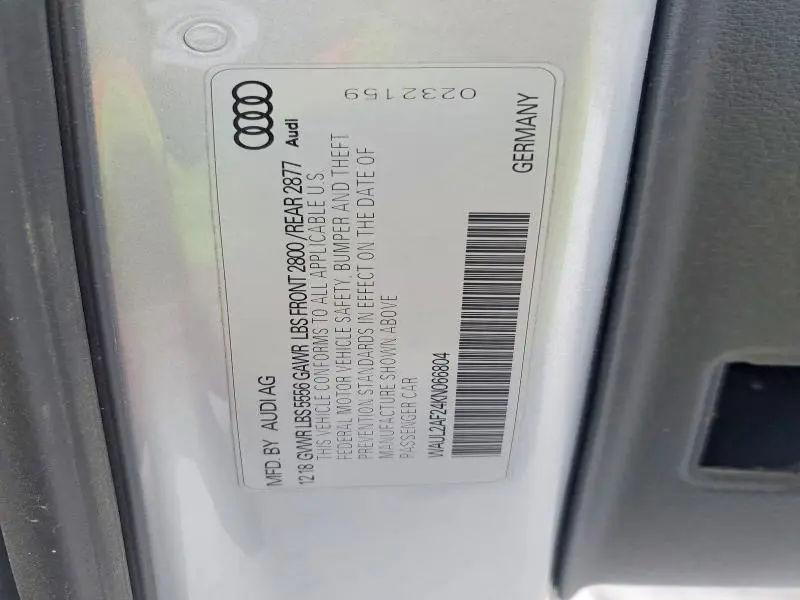 MFD. BY AUDI AG
Audi
12.18 GVWR LBS 5556 GAWR LBS FRONT 2800 / REAR 2877
THIS VEHICLE CONFORMS TO ALL APPLICABLE U.S.
FEDERAL MOTOR VEHICLE SAFETY, BUMPER AND THEFT
PREVENTION STANDARDS IN EFFECT ON THE DATE OF
MANUFACTURE SHOWN ABOVE
PASSENGER CAR
WAUL2AF24KN066804
GERMANY
0232159